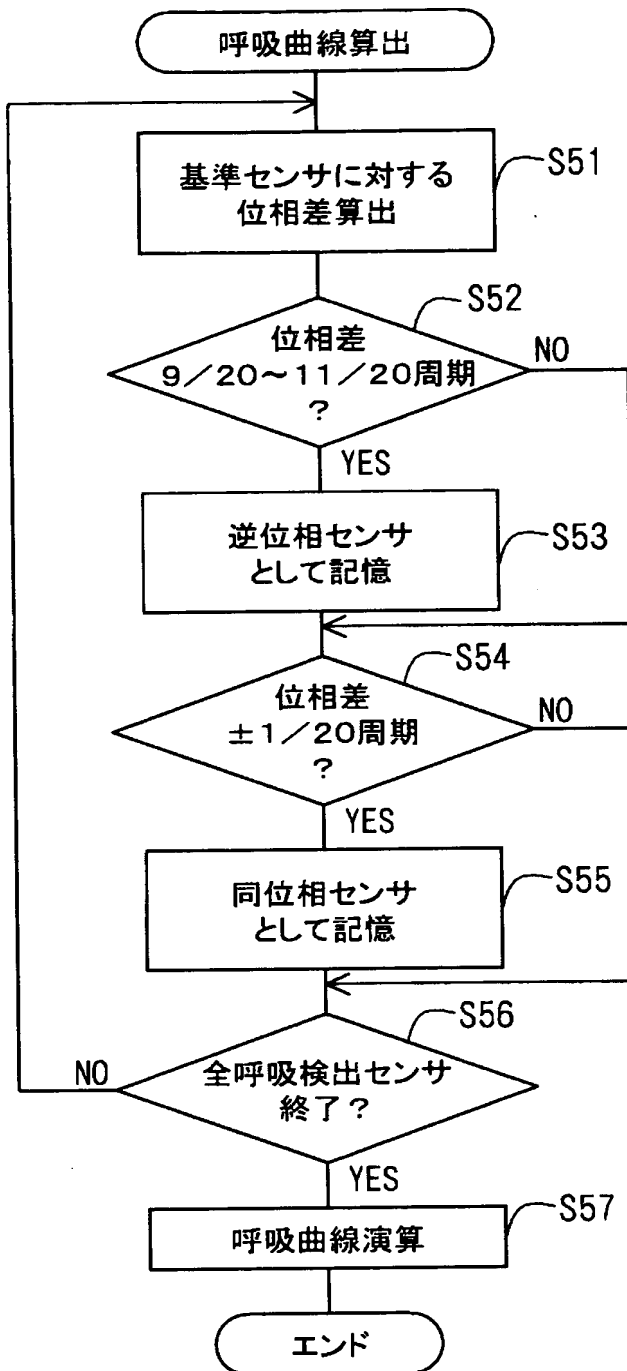 呼吸曲線算出
基準センサに対する
位相差算出
S51
位相差
9／20～11／20周期
?
S52
NO
YES
逆位相センサ
として記憶
S53
位相差
±1／20周期
?
S54
NO
YES
同位相センサ
として記憶
S55
全呼吸検出センサ
終了?
S56
NO
YES
呼吸曲線演算
S57
エンド